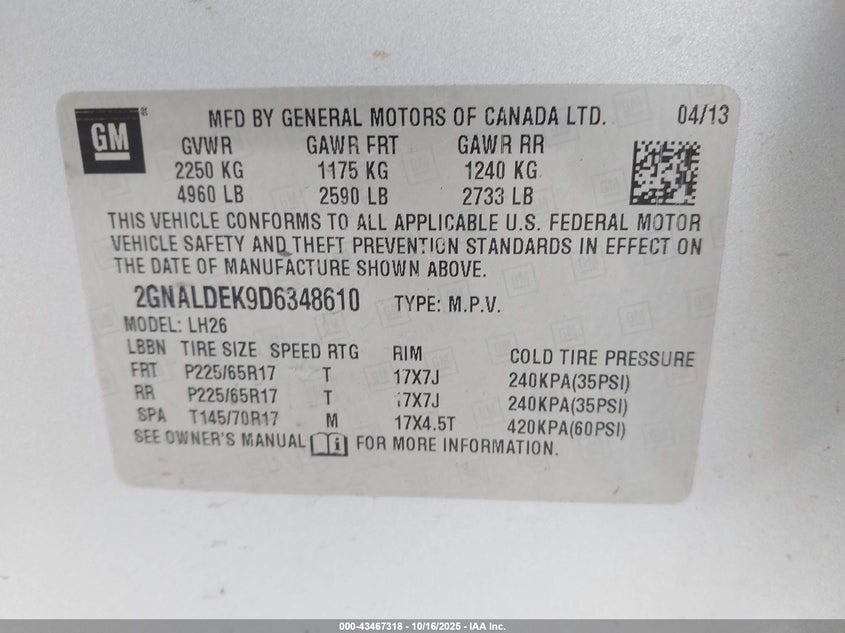 GM ® MFD BY GENERAL MOTORS OF CANADA LTD. 04/13
GVWR GAWR FRT GAWR RR
2250 KG 1175 KG 1240 KG
4960 LB 2590 LB 2733 LB
THIS VEHICLE CONFORMS TO ALL APPLICABLE U.S. FEDERAL MOTOR
VEHICLE SAFETY AND THEFT PREVENTION STANDARDS IN EFFECT ON
THE DATE OF MANUFACTURE SHOWN ABOVE.
2GNALDEK9D6348610 TYPE: M.P.V.
MODEL: LH26
LBBN TIRE SIZE SPEED RTG RIM COLD TIRE PRESSURE
FRT P225/65R17 T 17X7J 240KPA(35PSI)
RR P225/65R17 T 17X7J 240KPA(35PSI)
SPA T145/70R17 M 17X4.5T 420KPA(60PSI)
SEE OWNER'S MANUAL FOR MORE INFORMATION.
000-43467318 - 10/16/2025 - IAA Inc.